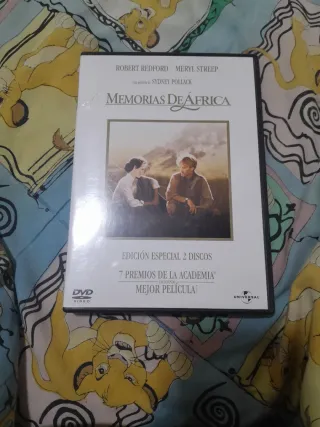 ROBERT REDFORD MERYL STREEP
SYDNEY POLLACK
MEMORIAS DE ÁFRICA
EDICIÓN ESPECIAL 2 DISCOS
7 PREMIOS DE LA ACADEMIA
MEJOR PELÍCULA
DVD
VIDEO
UNIVERSAL